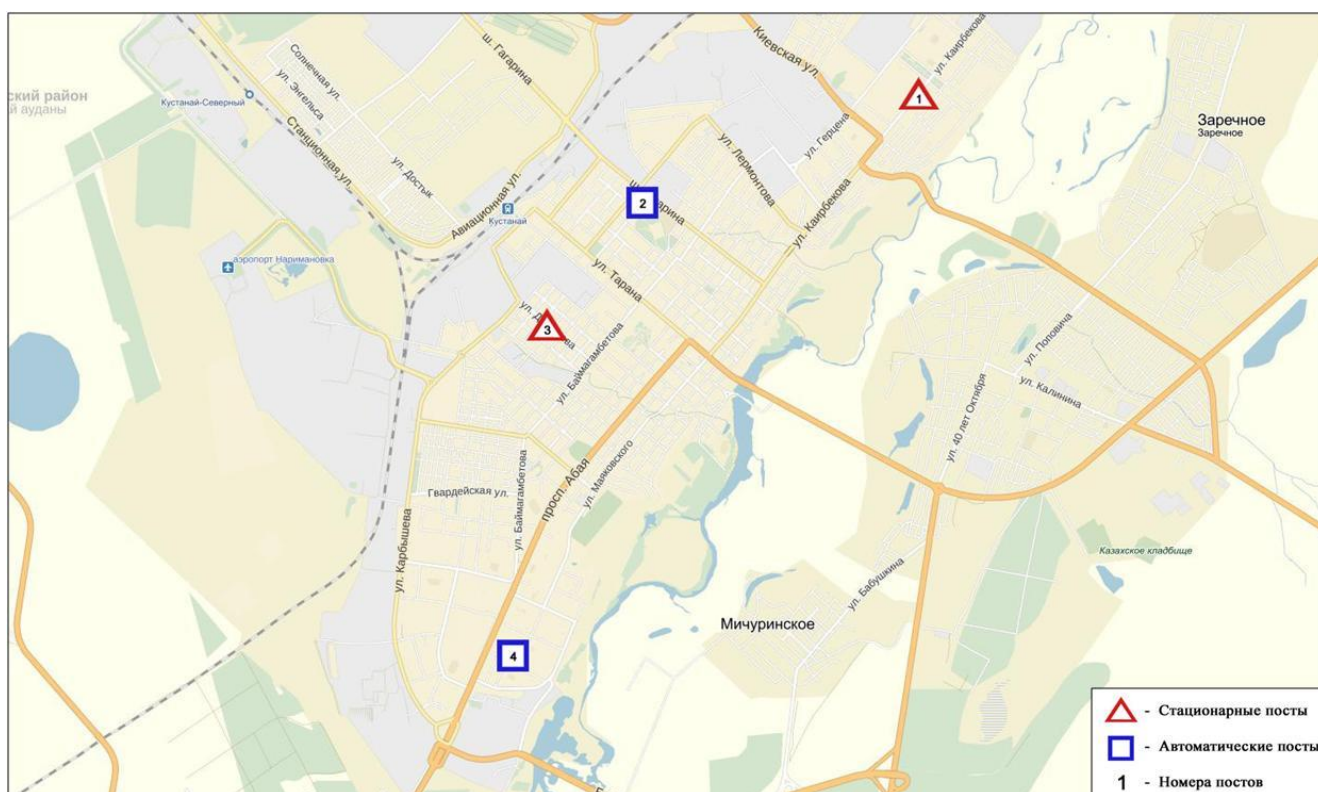 ский район
й ауданы
Кустанай-Северный
Солнечная ул.
ул. Энгельса
Станционная ул.
ул. Достык
Авиационная ул.
Кустанай
аэропорт Наримановка
ш. Гагарина
ул. Лермонтова
Киевская ул.
ул. Герцена
ул. Каирбекова
ул. Каирбекова
1
2
3
4
ул. Тарана
ул. Баймагамбетова
Заречное
Заречное
ул. Поповича
ул. Калинина
ул. 40 лет Октября
Гвардейская ул.
ул. Баймагамбетова
просп. Абая
ул. Маяковского
ул. Карбышева
Казахское кладбище
ул. Бабушкина
Мичуринское
- Стационарные посты
- Автоматические посты
1 - Номера постов